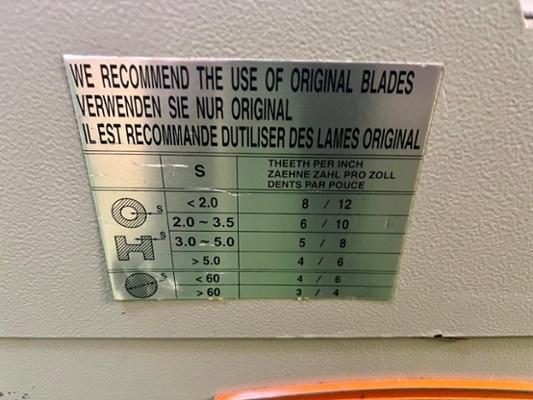 WE RECOMMEND THE USE OF ORIGINAL BLADES
VERWENDEN SIE NUR ORIGINAL
IL EST RECOMMANDE DUTILISER DES LAMES ORIGINAL
S
THEETH PER INCH
ZAEHNE ZAHL PRO ZOLL
DENTS PAR POUCE
S
< 2.0 8 / 12
2.0 ~ 3.5 6 / 10
S
3.0 ~ 5.0 5 / 8
> 5.0 4 / 6
S
< 60 4 / 6
> 60 3 / 4